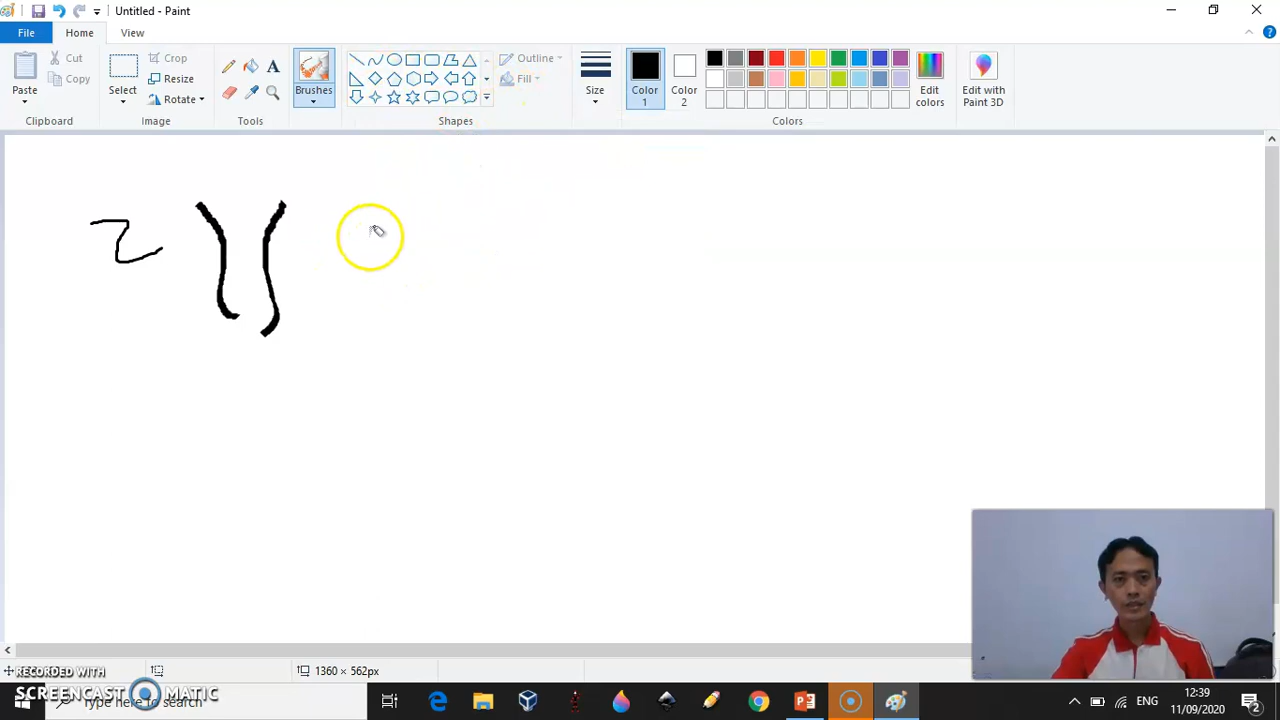 Untitled - Paint
File Home View
Paste Cut Copy Clipboard
Select Crop Resize Rotate Image
Tools
Brushes
Shapes
Outline Fill
Size
Color 1
Color 2
Colors
Edit colors
Edit with Paint 3D
1360 × 562px
RECORDED WITH
SCREENCAST MATIC
Type here to search
ENG
12:39
11/09/2020
2